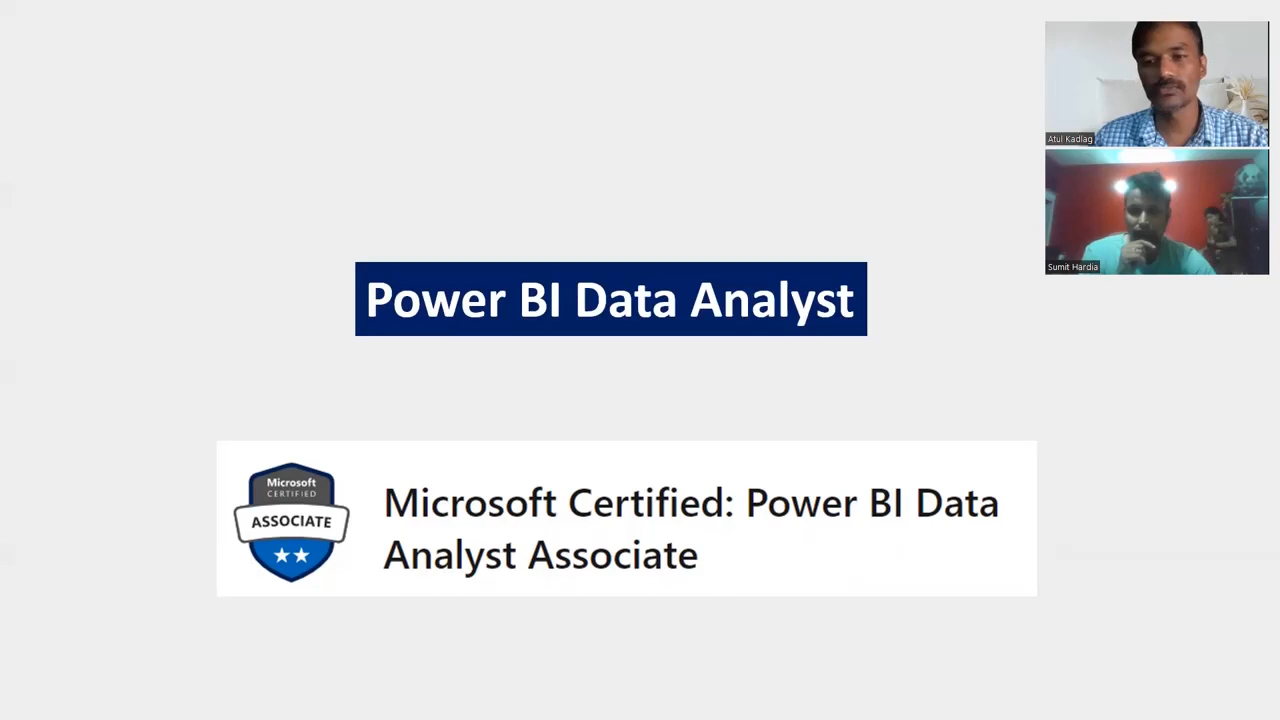 Atul Kadlag
Sumit Hardia
Power BI Data Analyst
Microsoft
CERTIFIED
ASSOCIATE
Microsoft Certified: Power BI Data
Analyst Associate